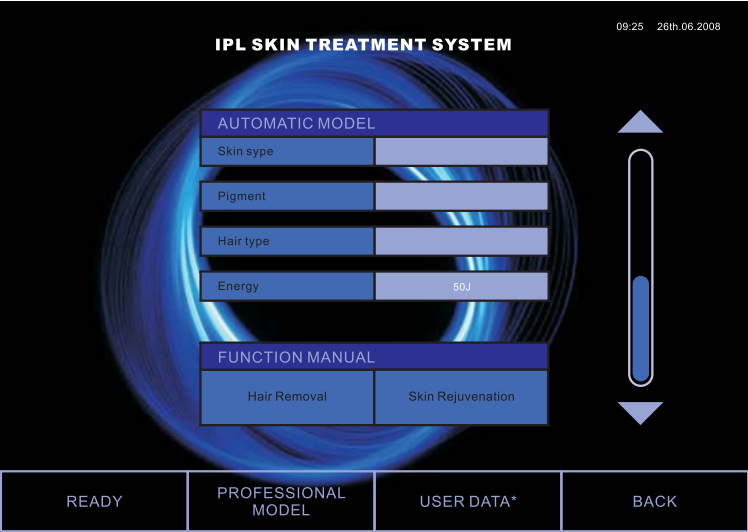 09:25 26th.06.2008
IPL SKIN TREATMENT SYSTEM
AUTOMATIC MODEL
Skin sype
Pigment
Hair type
Energy 50J
FUNCTION MANUAL
Hair Removal Skin Rejuvenation
READY
PROFESSIONAL
MODEL
USER DATA*
BACK